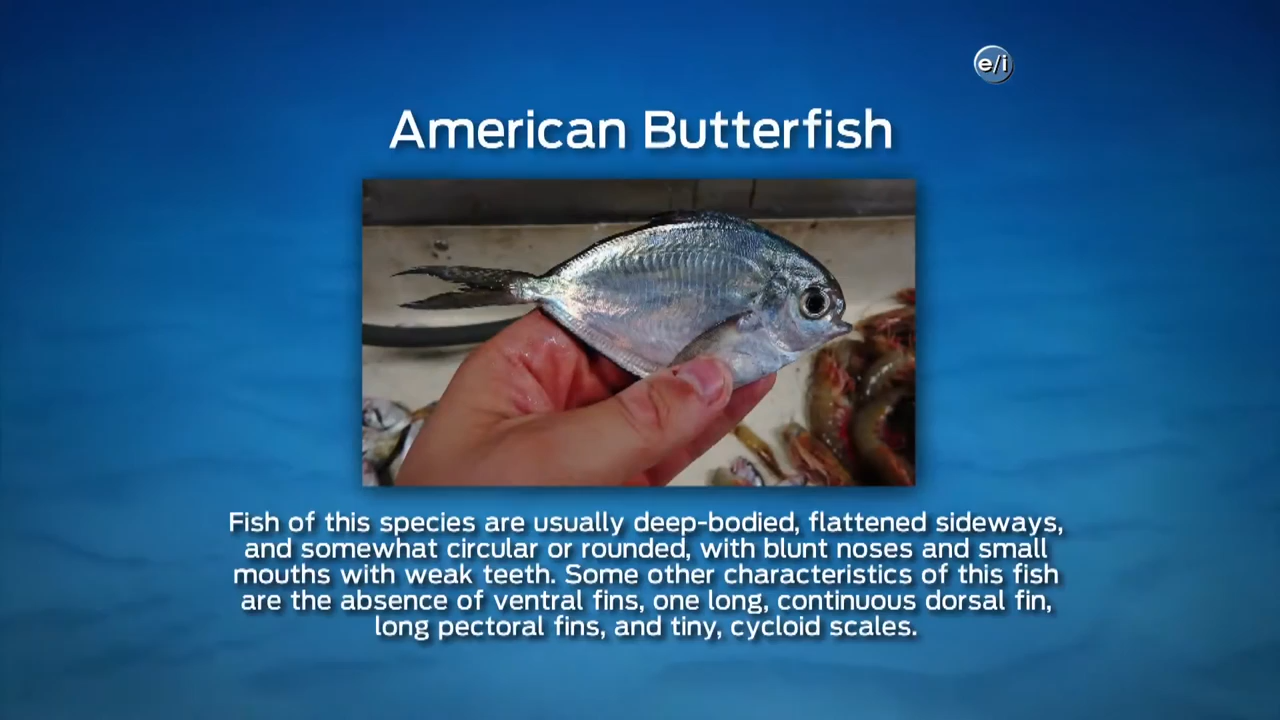 e/i
American Butterfish
Fish of this species are usually deep-bodied, flattened sideways,
and somewhat circular or rounded, with blunt noses and small
mouths with weak teeth. Some other characteristics of this fish
are the absence of ventral fins, one long, continuous dorsal fin,
long pectoral fins, and tiny, cycloid scales.